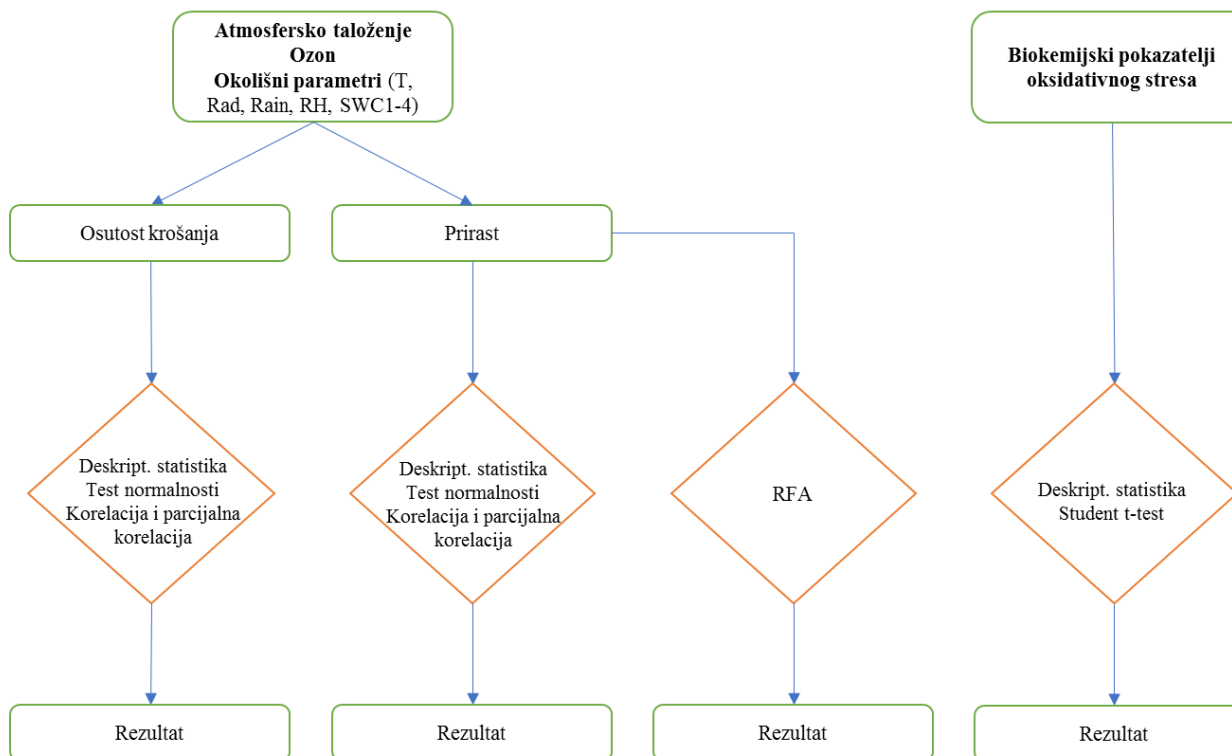 Atmosfersko taloženje
Ozon
Okolišni parametri (T,
Rad, Rain, RH, SWC1-4)
Biokemijski pokazatelji
oksidativnog stresa
Osutost krošanja
Prirast
Deskript. statistika
Test normalnosti
Korelacija i parcijalna
korelacija
Deskript. statistika
Test normalnosti
Korelacija i parcijalna
korelacija
RFA
Deskript. statistika
Student t-test
Rezultat
Rezultat
Rezultat
Rezultat